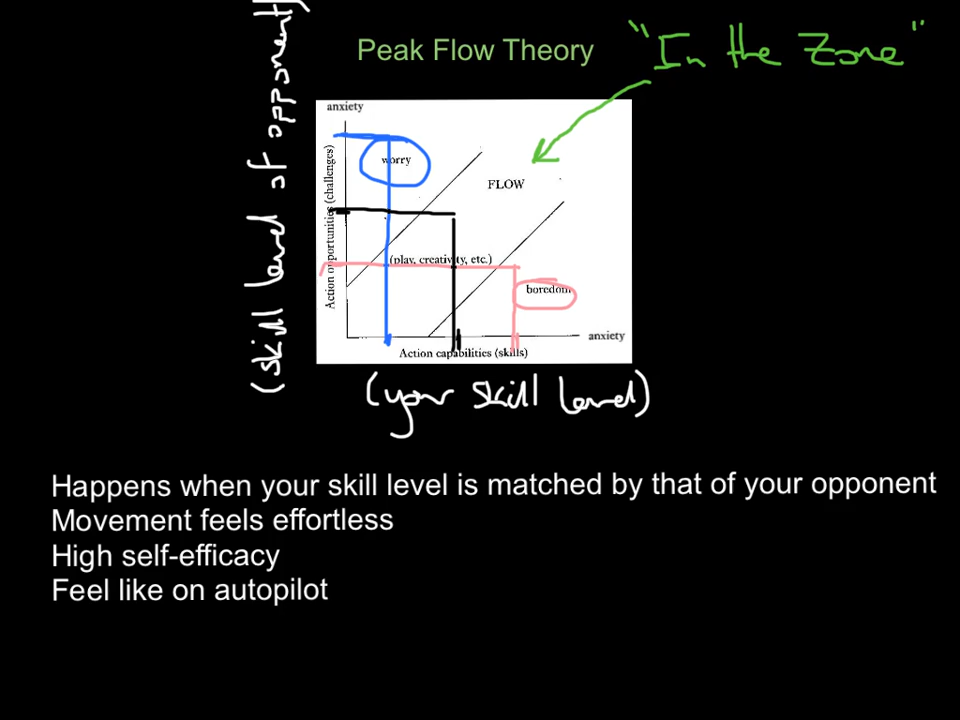 Peak Flow Theory
"In the Zone"
(skill level of opponent)
anxiety
worry
FLOW
Action opportunities (challenges)
(play, creativity, etc.)
boredom
anxiety
Action capabilities (skills)
(your skill level)
Happens when your skill level is matched by that of your opponent
Movement feels effortless
High self-efficacy
Feel like on autopilot